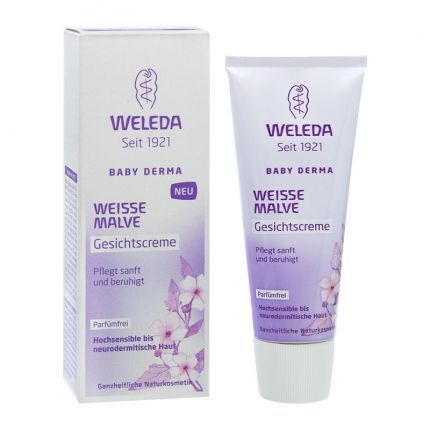 WELEDA
Seit 1921
BABY DERMA
NEU
WEISSE
MALVE
Gesichtscreme
Pflegt sanft
und beruhigt
Parfümfrei
Hochsensible bis
neurodermitische Haut
Ganzheitliche Naturkosmetik
WELEDA
Seit 1921
BABY DERMA
WEISSE
MALVE
Gesichtscreme
Pflegt sanft
und beruhigt
Parfümfrei
Hochsensible bis
neurodermitische Haut
Ganzheitliche Naturkosmetik